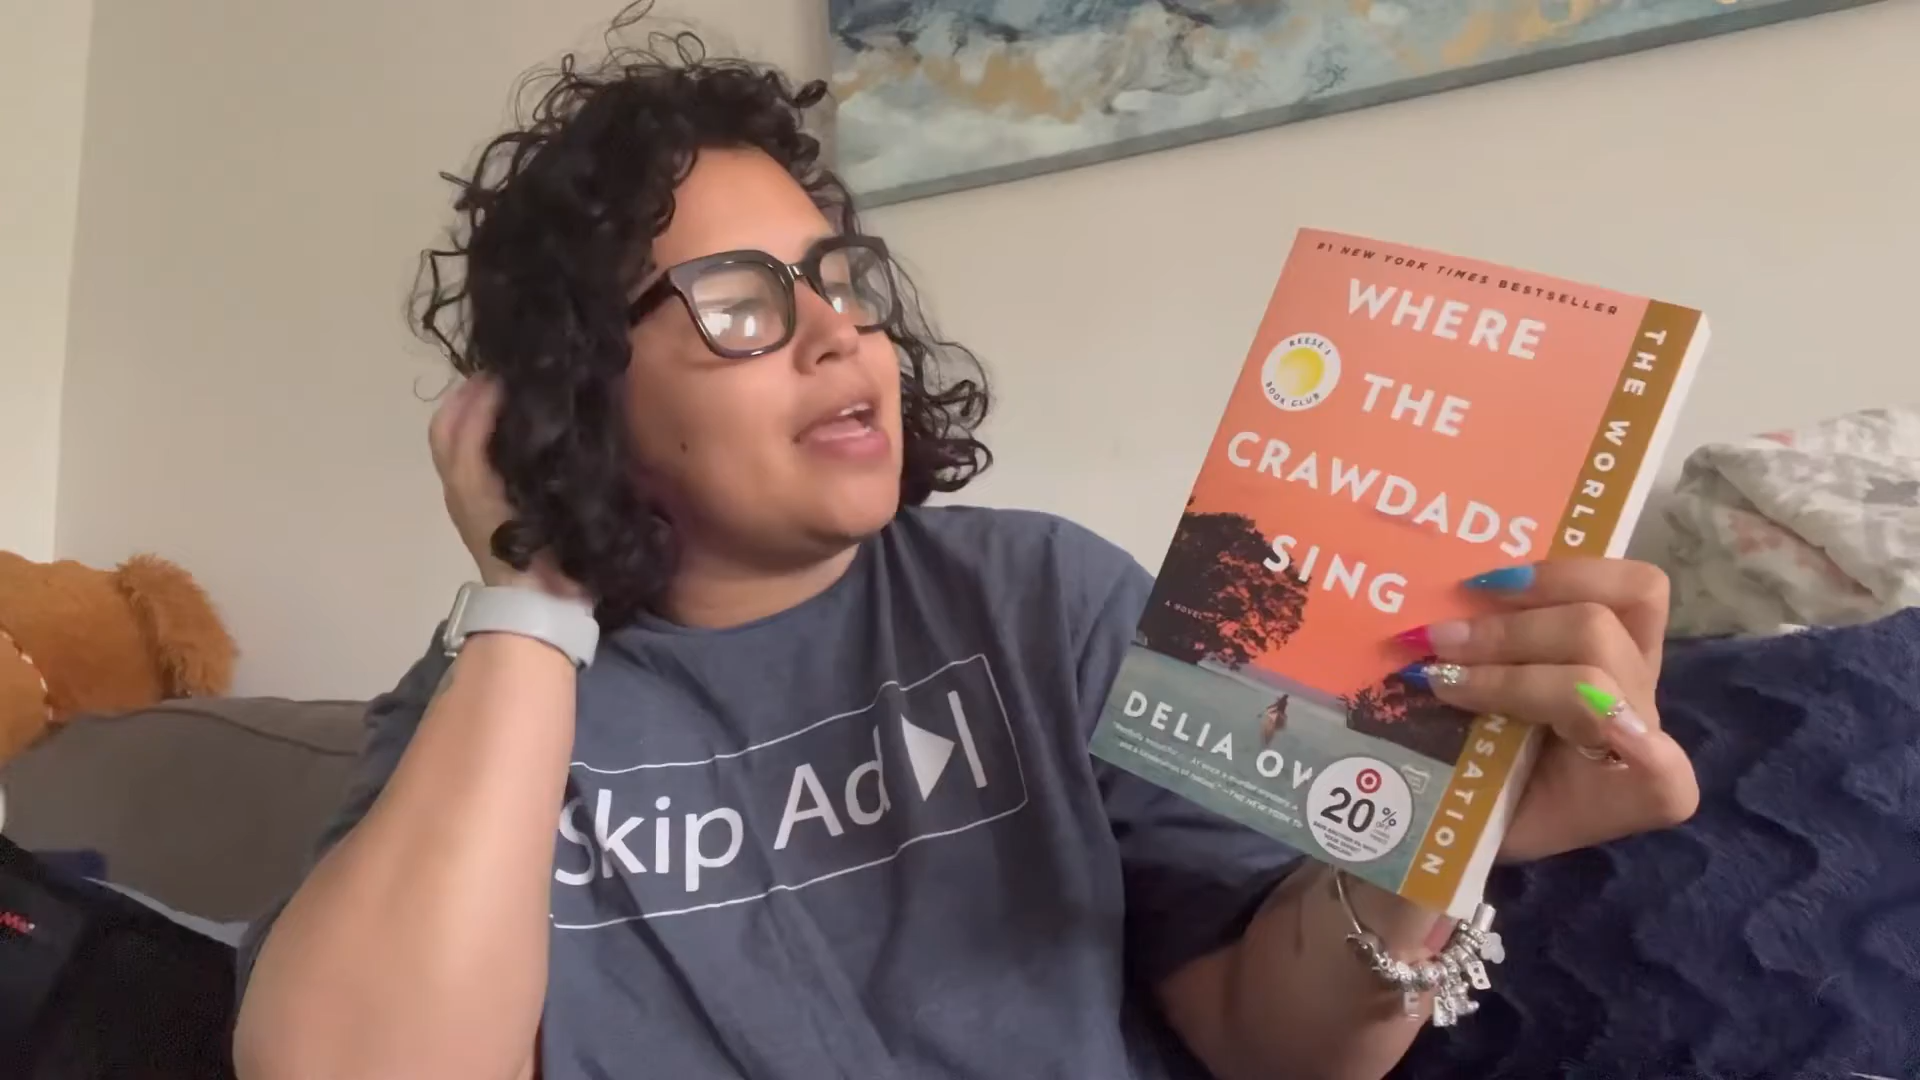 #1 NEW YORK TIMES BESTSELLER
WHERE
THE
CRAWDADS
SING
REESE'S
BOOK CLUB
A NOVEL
DELIA OW
THE WORLD
NSATION
20%
OFF
Skip Ad